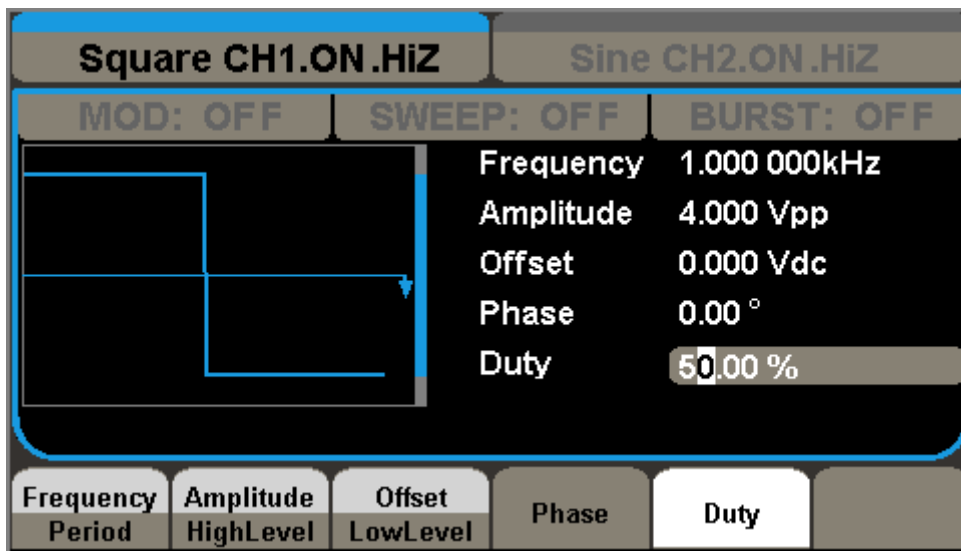 Square CH1.ON.HiZ Sine CH2.ON.HiZ
MOD: OFF SWEEP: OFF BURST: OFF
Frequency 1.000 000kHz
Amplitude 4.000 Vpp
Offset 0.000 Vdc
Phase 0.00 °
Duty 50.00 %
Frequency Amplitude Offset Phase Duty
Period HighLevel LowLevel